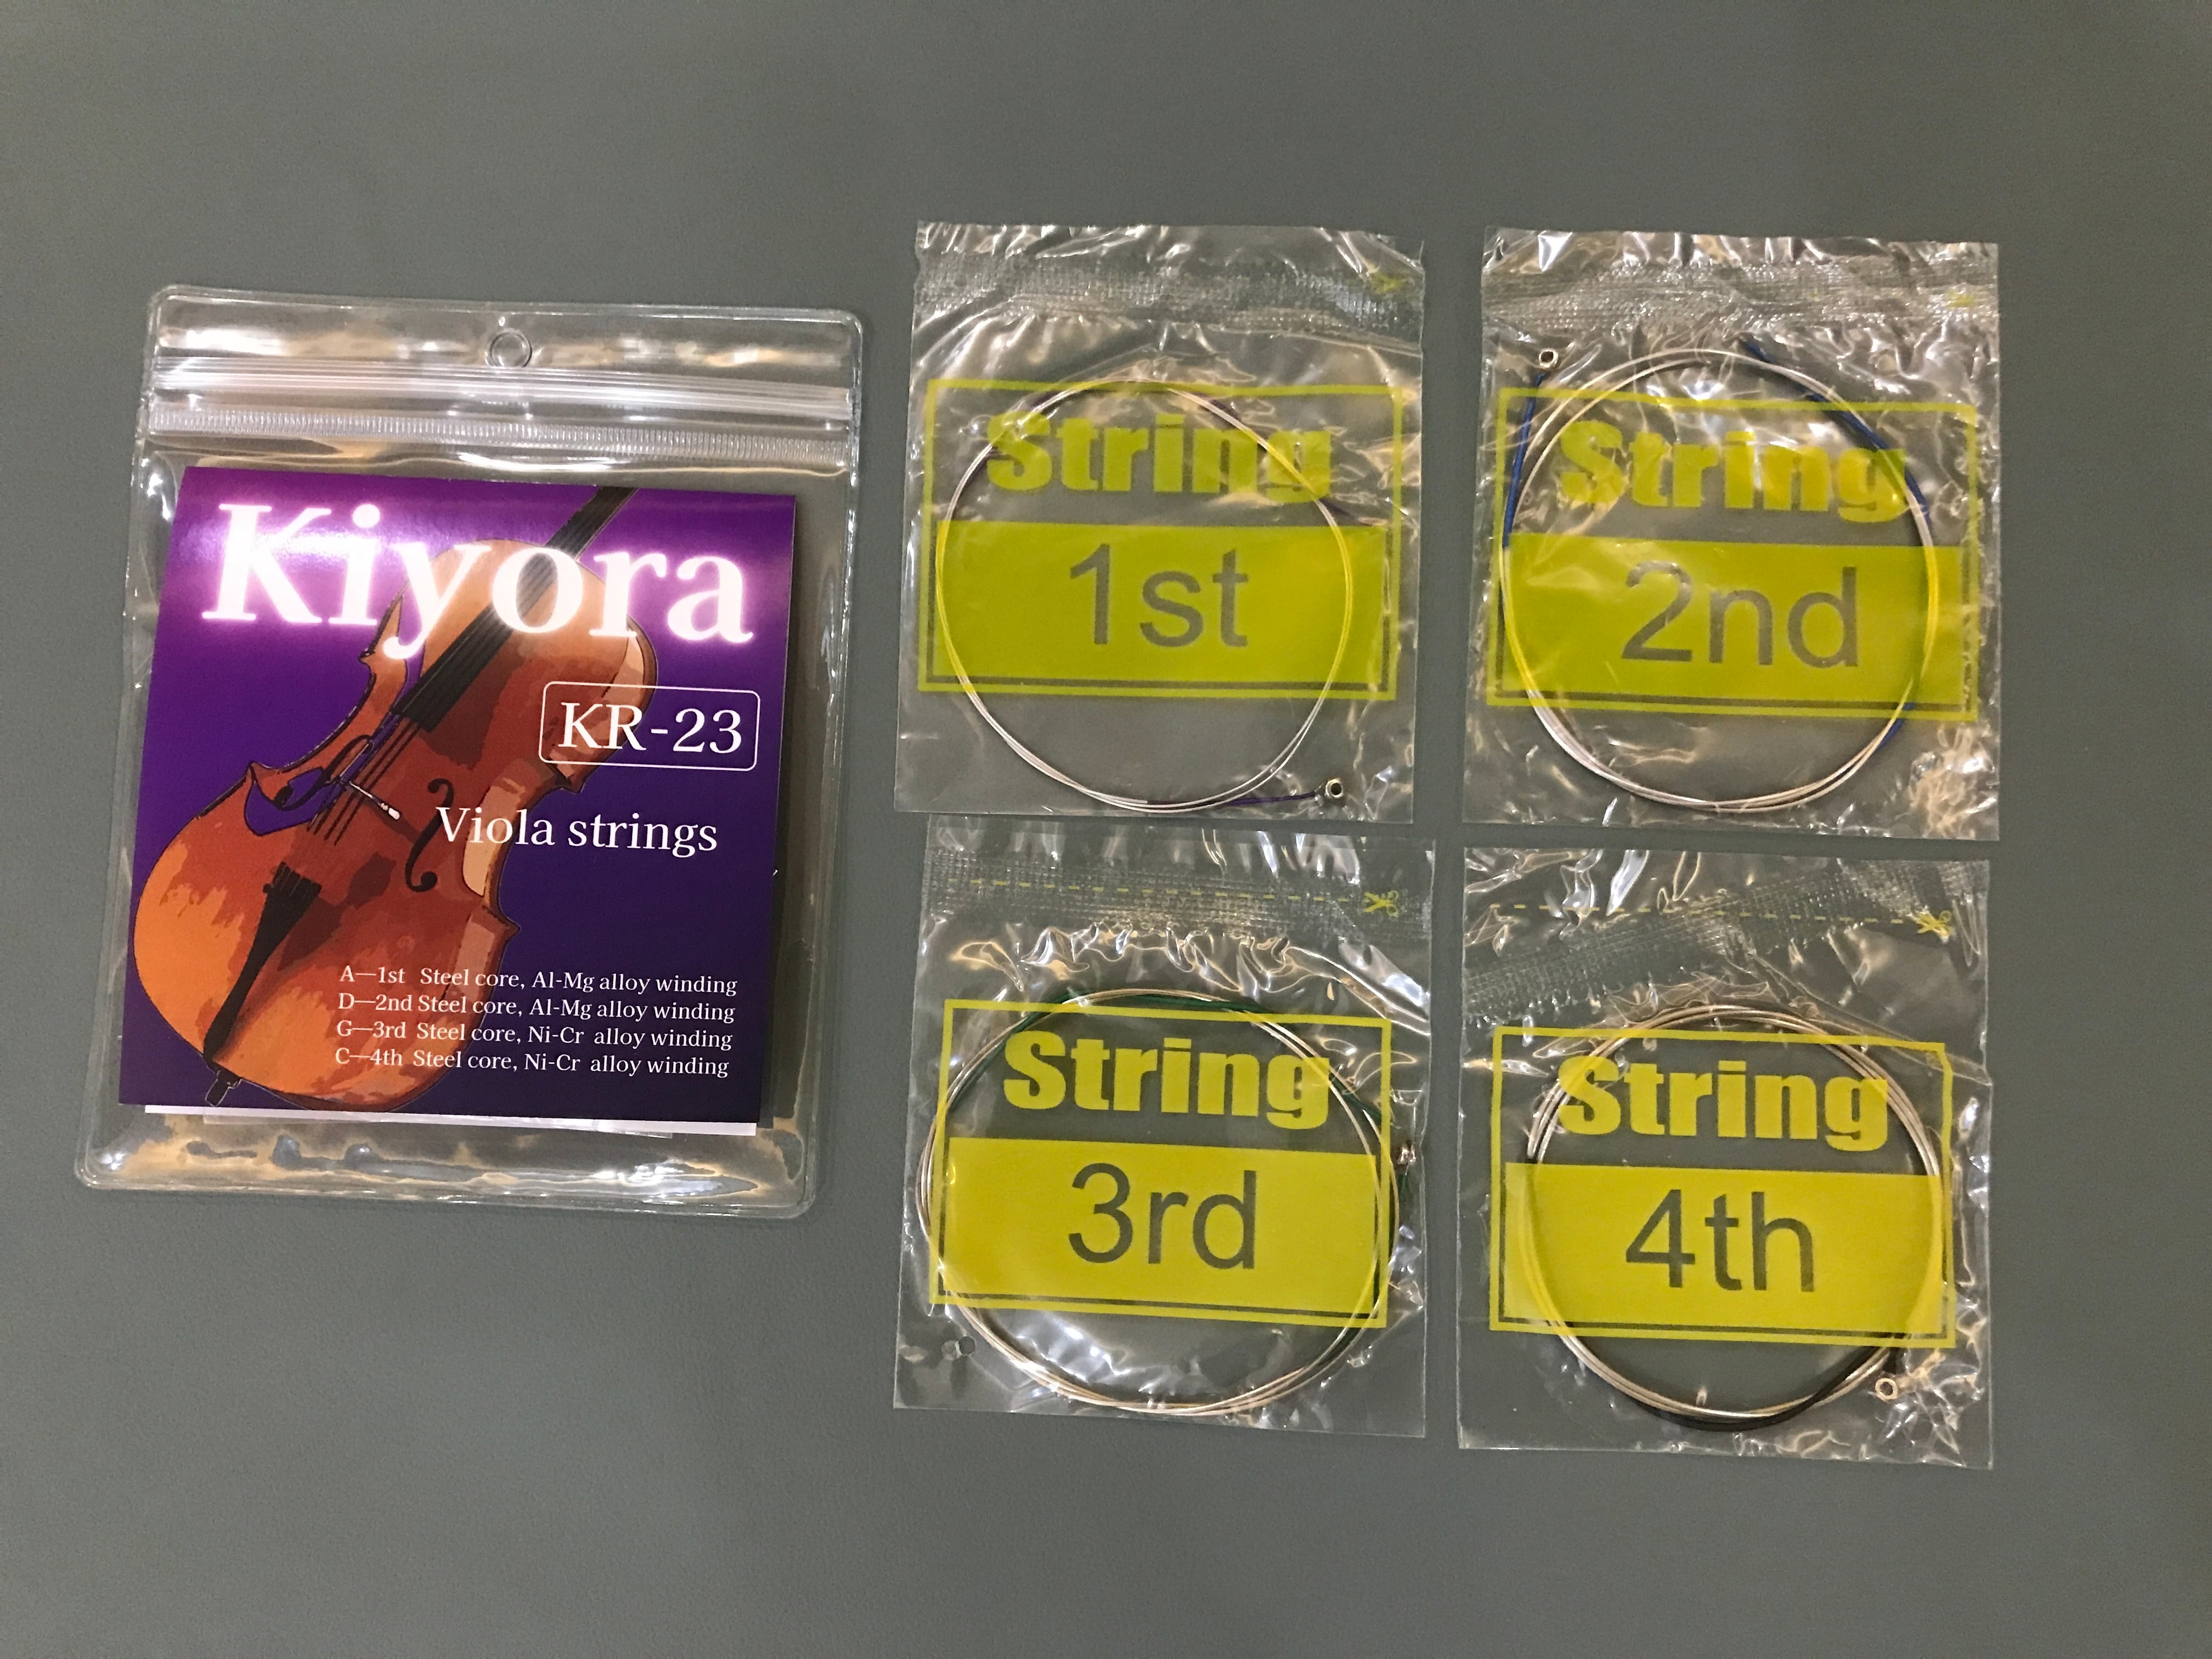 Kiyora
KR-23
Viola strings
A—1st Steel core, Al-Mg alloy winding
D—2nd Steel core, Al-Mg alloy winding
G—3rd Steel core, Ni-Cr alloy winding
C—4th Steel core, Ni-Cr alloy winding
String
1st
String
2nd
String
3rd
String
4th